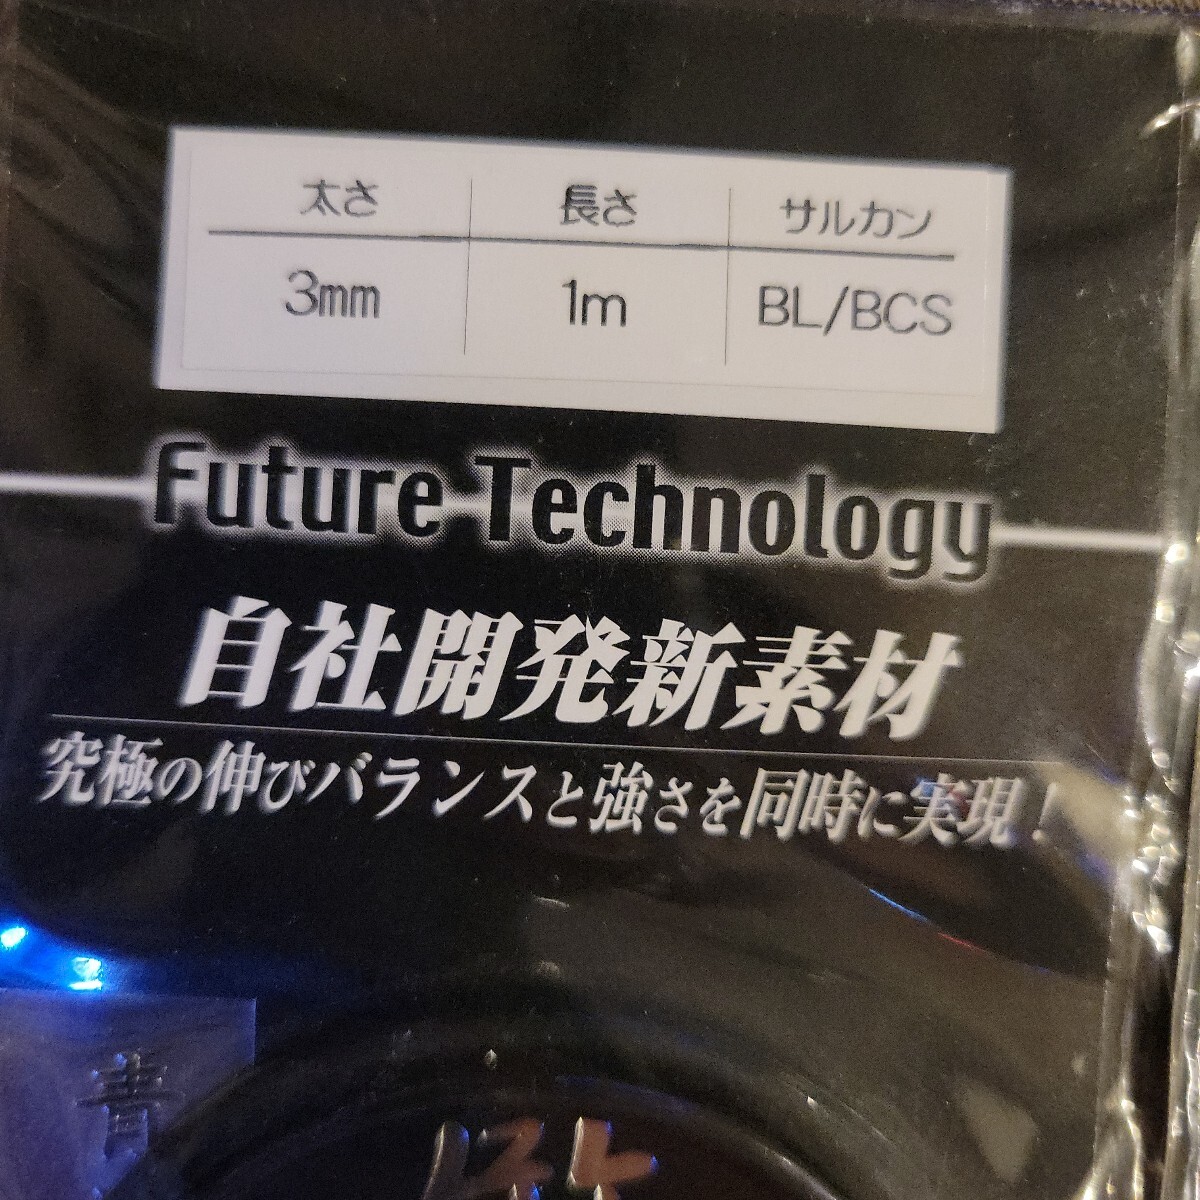 太さ 長さ サルカン
3mm 1m BL/BCS
Future Technology
自社開発新素材
究極の伸びバランスと強さを同時に実現！